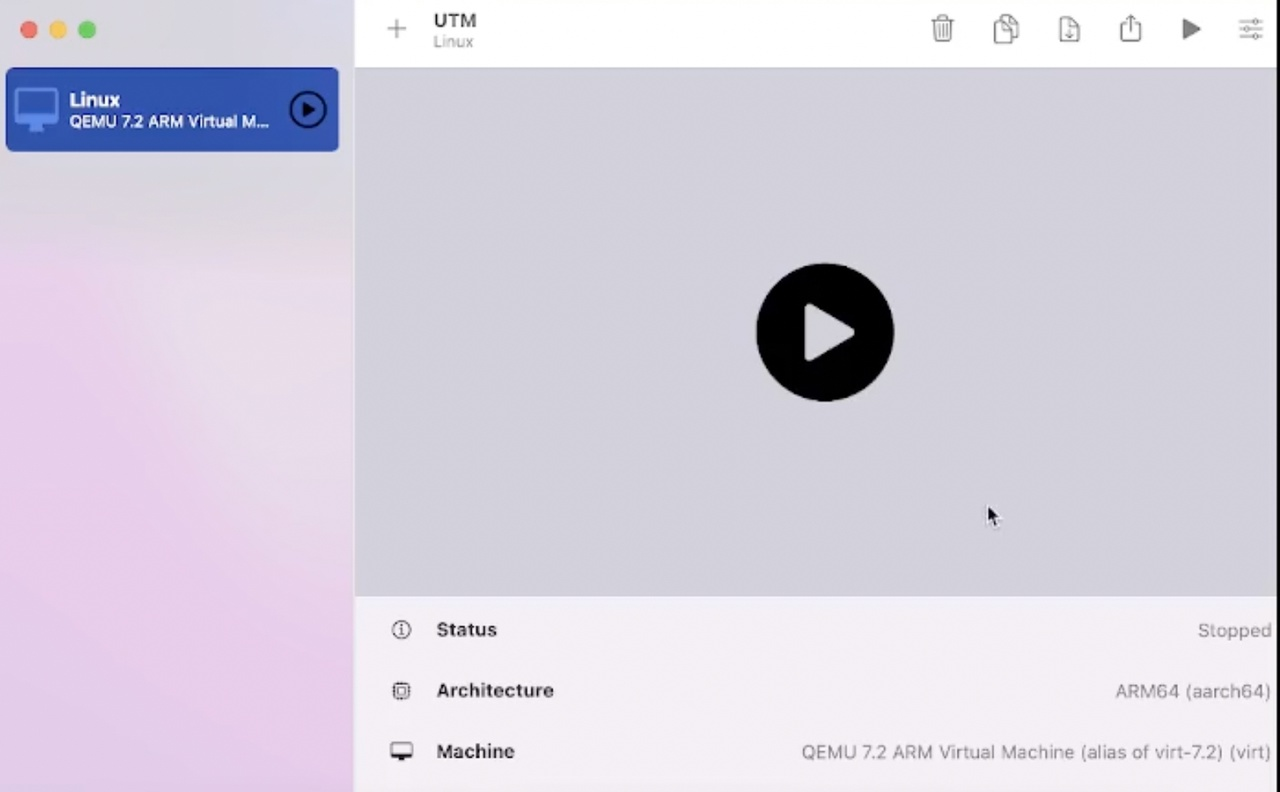 UTM
Linux
Linux
QEMU 7.2 ARM Virtual M...
Status
Stopped
Architecture
ARM64 (aarch64)
Machine
QEMU 7.2 ARM Virtual Machine (alias of virt-7.2) (virt)